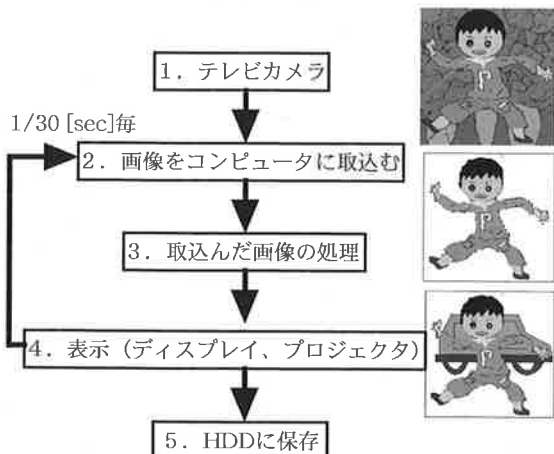 1．テレビカメラ
1/30 [sec]毎
2．画像をコンピュータに取込む
3．取込んだ画像の処理
4．表示（ディスプレイ、プロジェクタ）
5．HDDに保存
P
P
P